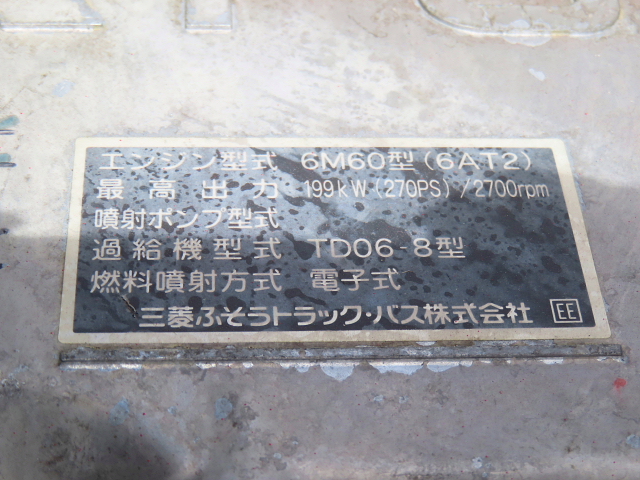 エンジン型式 6M60型(6AT2)
最高出力 199kW(270PS)/2700rpm
噴射ポンプ型式
過給機型式 TD06-8型
燃料噴射方式 電子式
三菱ふそうトラック・バス株式会社 EE